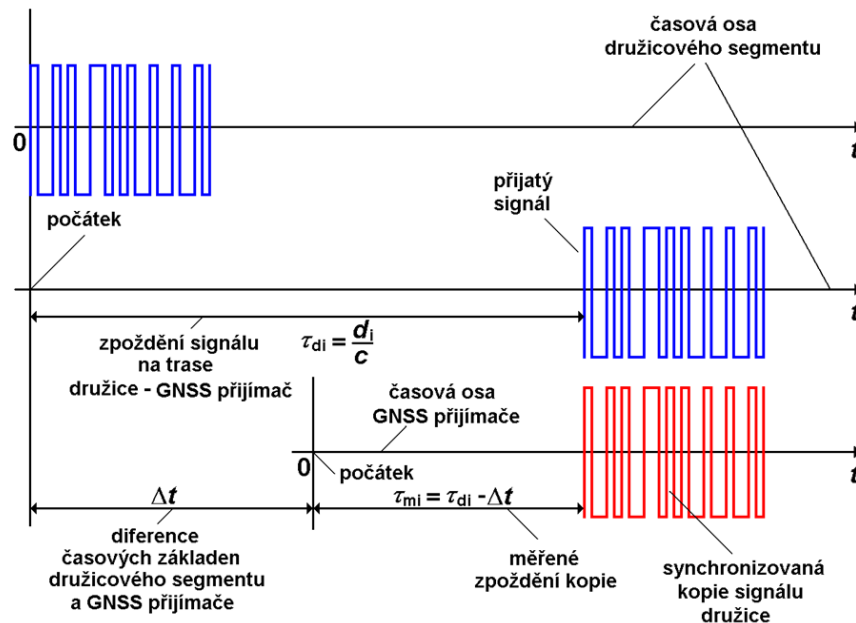 časová osa
družicového segmentu
0
t
přijatý
signál
počátek
t
zpoždění signálu
na trase
družice - GNSS přijímač
τdi = di/c
časová osa
GNSS přijímače
0
počátek
t
Δt
τmi = τdi - Δt
diference
časových základen
družicového segmentu
a GNSS přijímače
měřené
zpoždění kopie
synchronizovaná
kopie signálu
družice